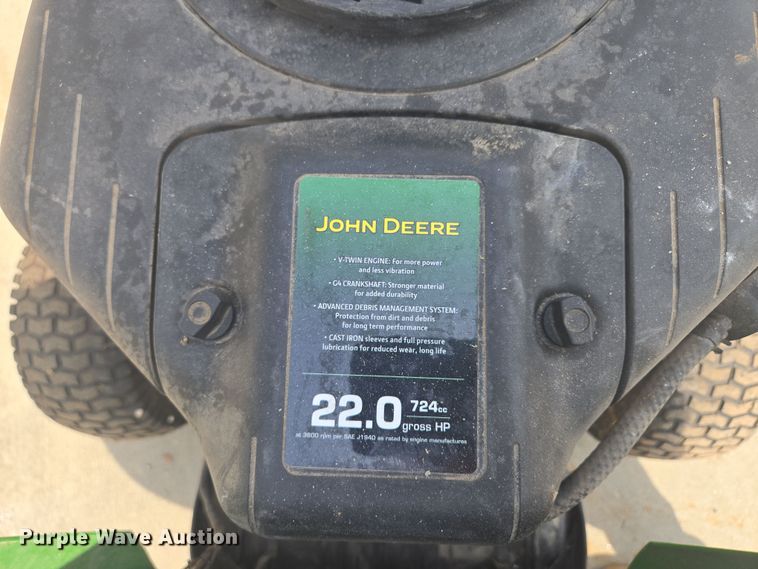 JOHN DEERE
• V-TWIN ENGINE: For more power
and less vibration
• G4 CRANKSHAFT: Stronger material
for added durability
• ADVANCED DEBRIS MANAGEMENT SYSTEM:
Protection from dirt and debris
for long term performance
• CAST IRON sleeves and full pressure
lubrication for reduced wear, long life
22.0 724cc
gross HP
at 3600 r/m per SAE J1940 as rated by engine manufactures
Purple Wave Auction